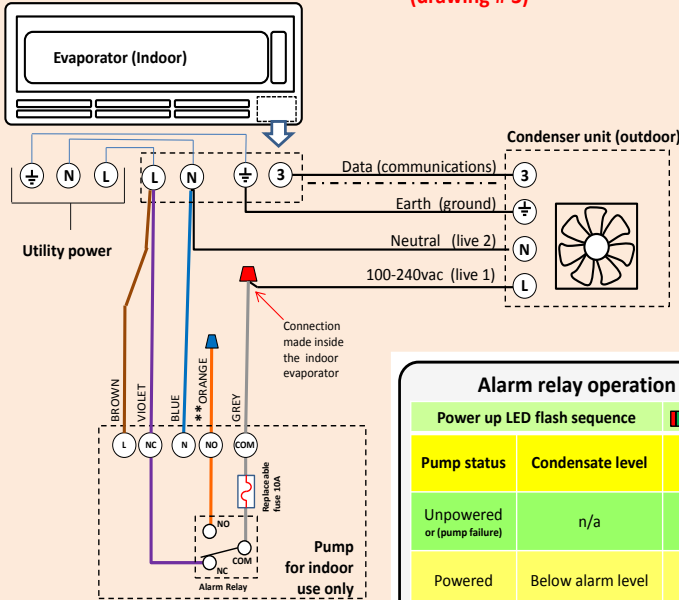 (drawing # 3)
Evaporator (Indoor)
Condenser unit (outdoor)
N
L
L
N
3
Data (communications)
3
Earth (ground)
Neutral (live 2)
N
100-240vac (live 1)
L
Utility power
Connection
made inside
the indoor
evaporator
BROWN
VIOLET
BLUE
**ORANGE
GREY
L
NC
N
NO
COM
Replaceable
fuse 10A
NO
COM
NC
Alarm Relay
Pump
for indoor
use only
Alarm relay operation
Power up LED flash sequence
Pump status
Condensate level
Unpowered
or (pump failure)
n/a
Powered
Below alarm level